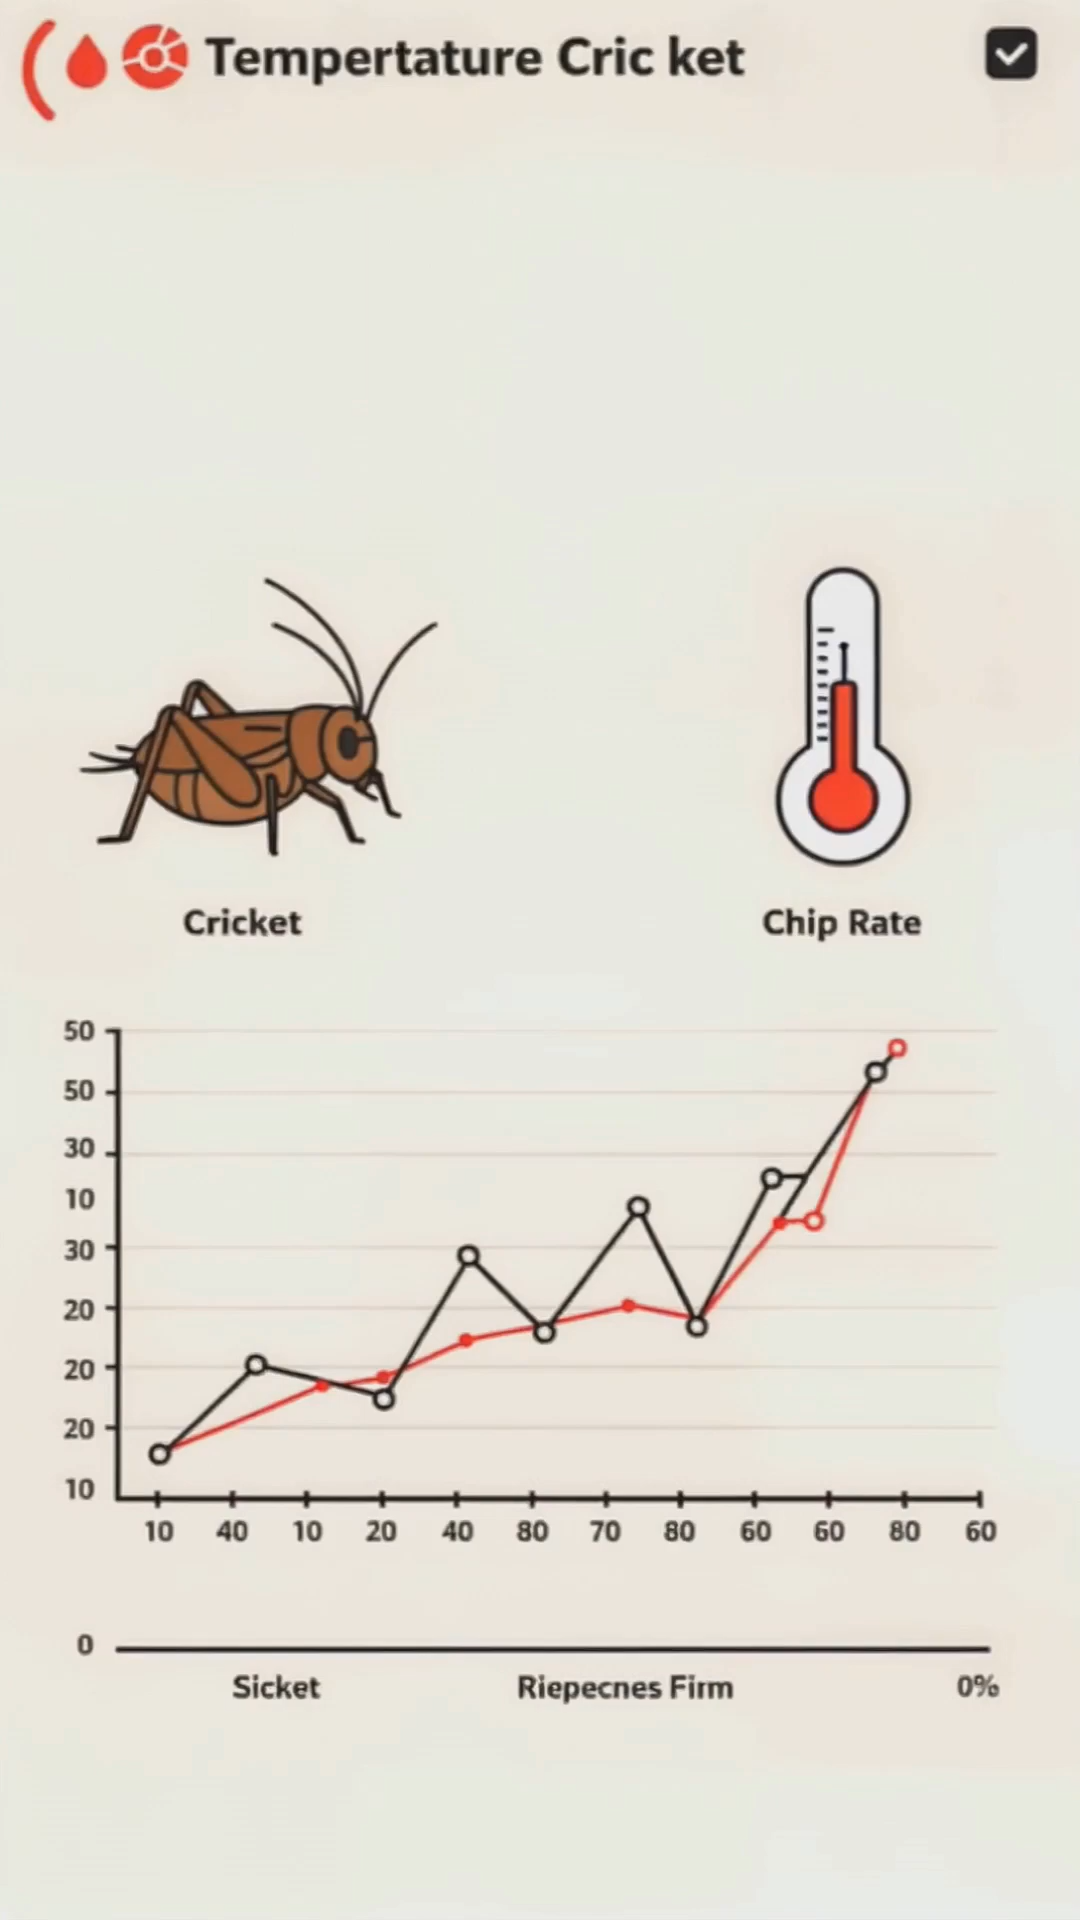 Tempertature Cric ket
Cricket
Chip Rate
50
50
30
10
30
20
20
20
10
10 40 10 20 40 80 70 80 60 60 80 60
0
Sicket Riepecnes Firm 0%